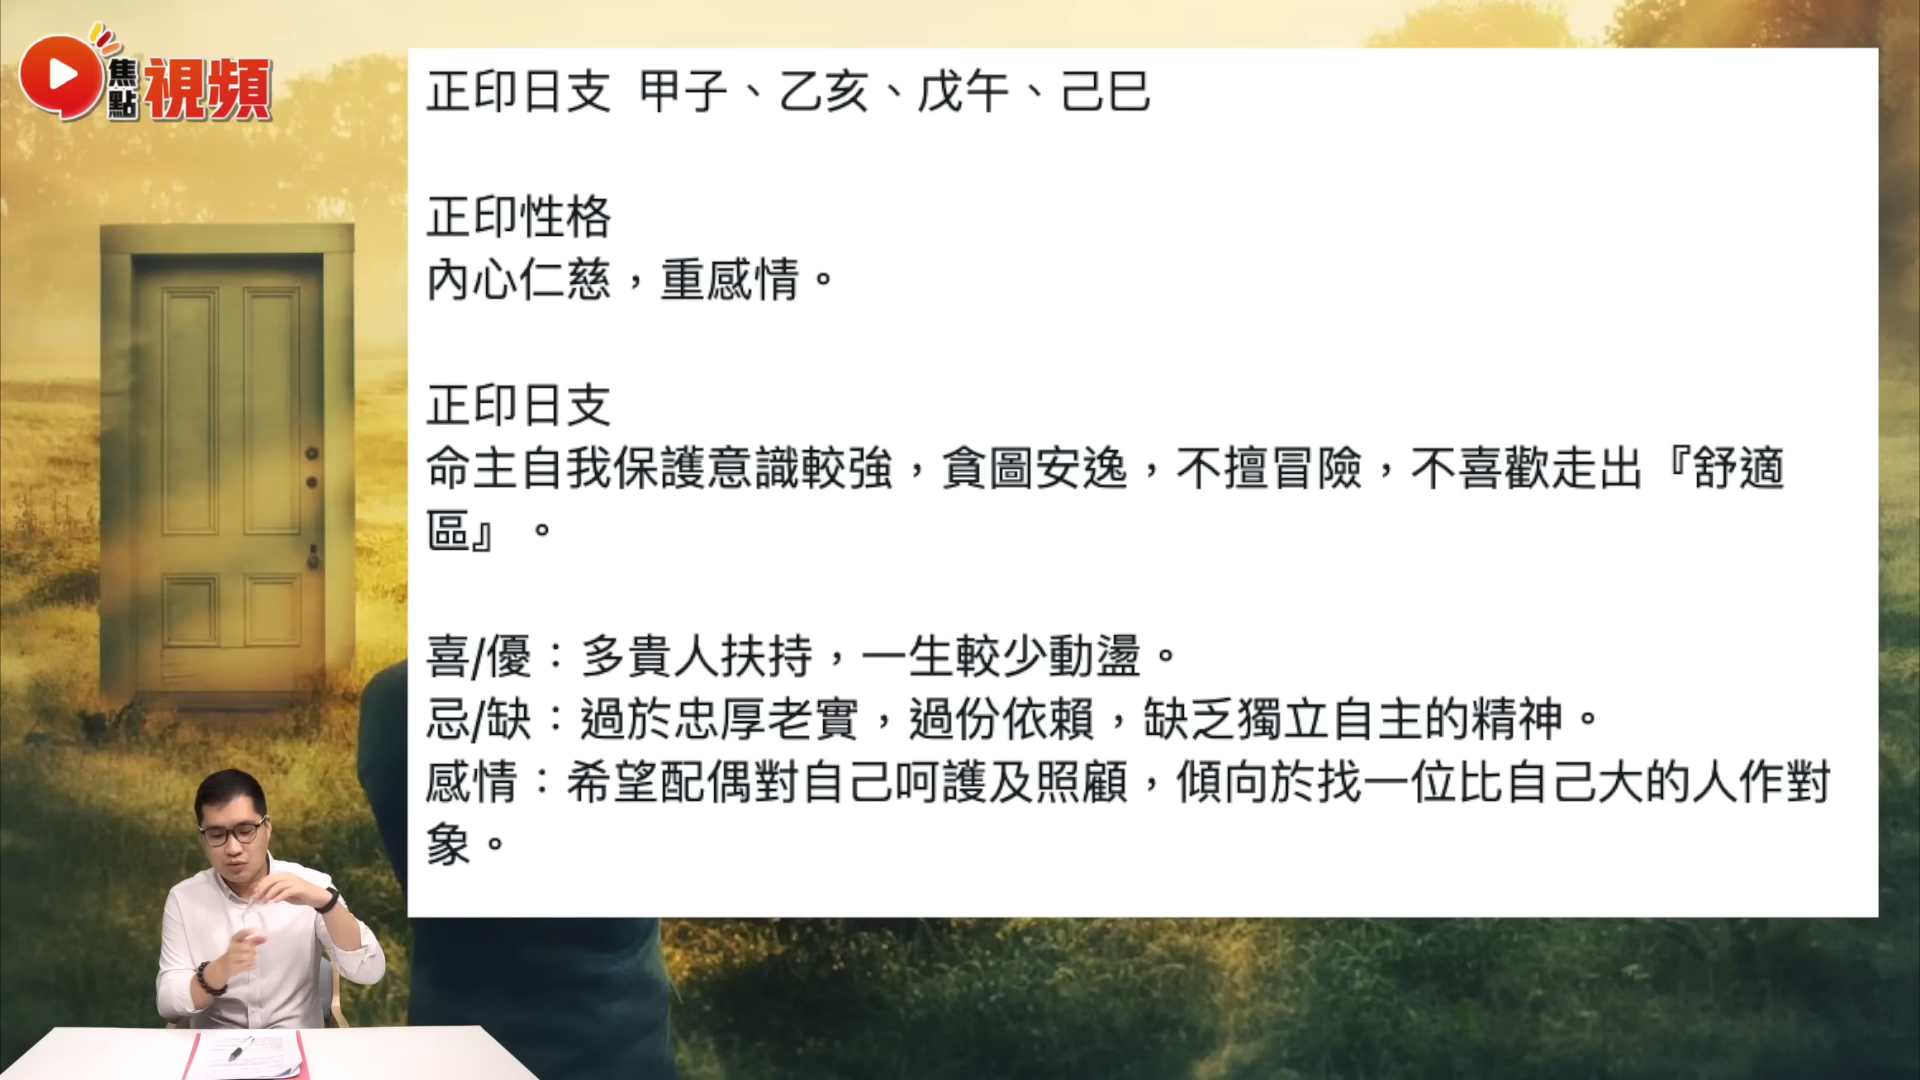 焦點視頻
正印日支 甲子、乙亥、戊午、己巳
正印性格
內心仁慈，重感情。
正印日支
命主自我保護意識較強，貪圖安逸，不擅冒險，不喜歡走出『舒適
區』。
喜/優：多貴人扶持，一生較少動盪。
忌/缺：過於忠厚老實，過份依賴，缺乏獨立自主的精神。
感情：希望配偶對自己呵護及照顧，傾向於找一位比自己大的人作對
象。